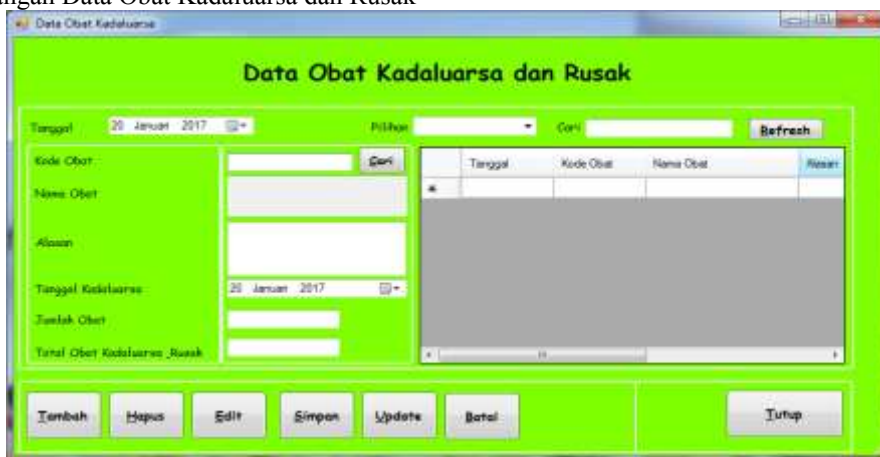 Data Obat Kadaluarsa dan Rusak
Data Obat Kadaluarsa
Data Obat Kadaluarsa dan Rusak
Tanggal 20 Januari 2017 Pilihan Cari Refresh
Kode Obat Cari
Tanggal Kode Obat Nama Obat Alasan
Nama Obat
Alasan
Tanggal Kadaluarsa 20 Januari 2017
Jumlah Obat
Total Obat Kadaluarsa_Rusak
Tambah Hapus Edit Simpan Update Batal Tutup